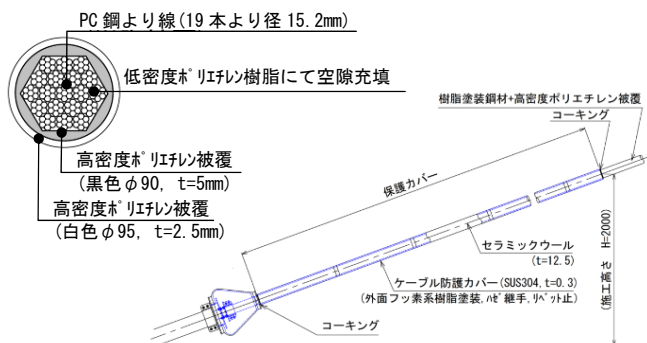 PC鋼より線(19本より径15.2mm)
低密度ﾎﾟﾘｴﾁﾚﾝ樹脂にて空隙充填
高密度ﾎﾟﾘｴﾁﾚﾝ被覆
(黒色φ90, t=5mm)
高密度ﾎﾟﾘｴﾁﾚﾝ被覆
(白色φ95, t=2.5mm)
樹脂塗装鋼材+高密度ポリエチレン被覆
コーキング
保護カバー
セラミックウール
(t=12.5)
ケーブル防護カバー(SUS304,t=0.3)
(外面フッ素系樹脂塗装,ﾊｾﾞ継手,ﾘﾍﾞｯﾄ止)
コーキング
(施工高さ H=2000)